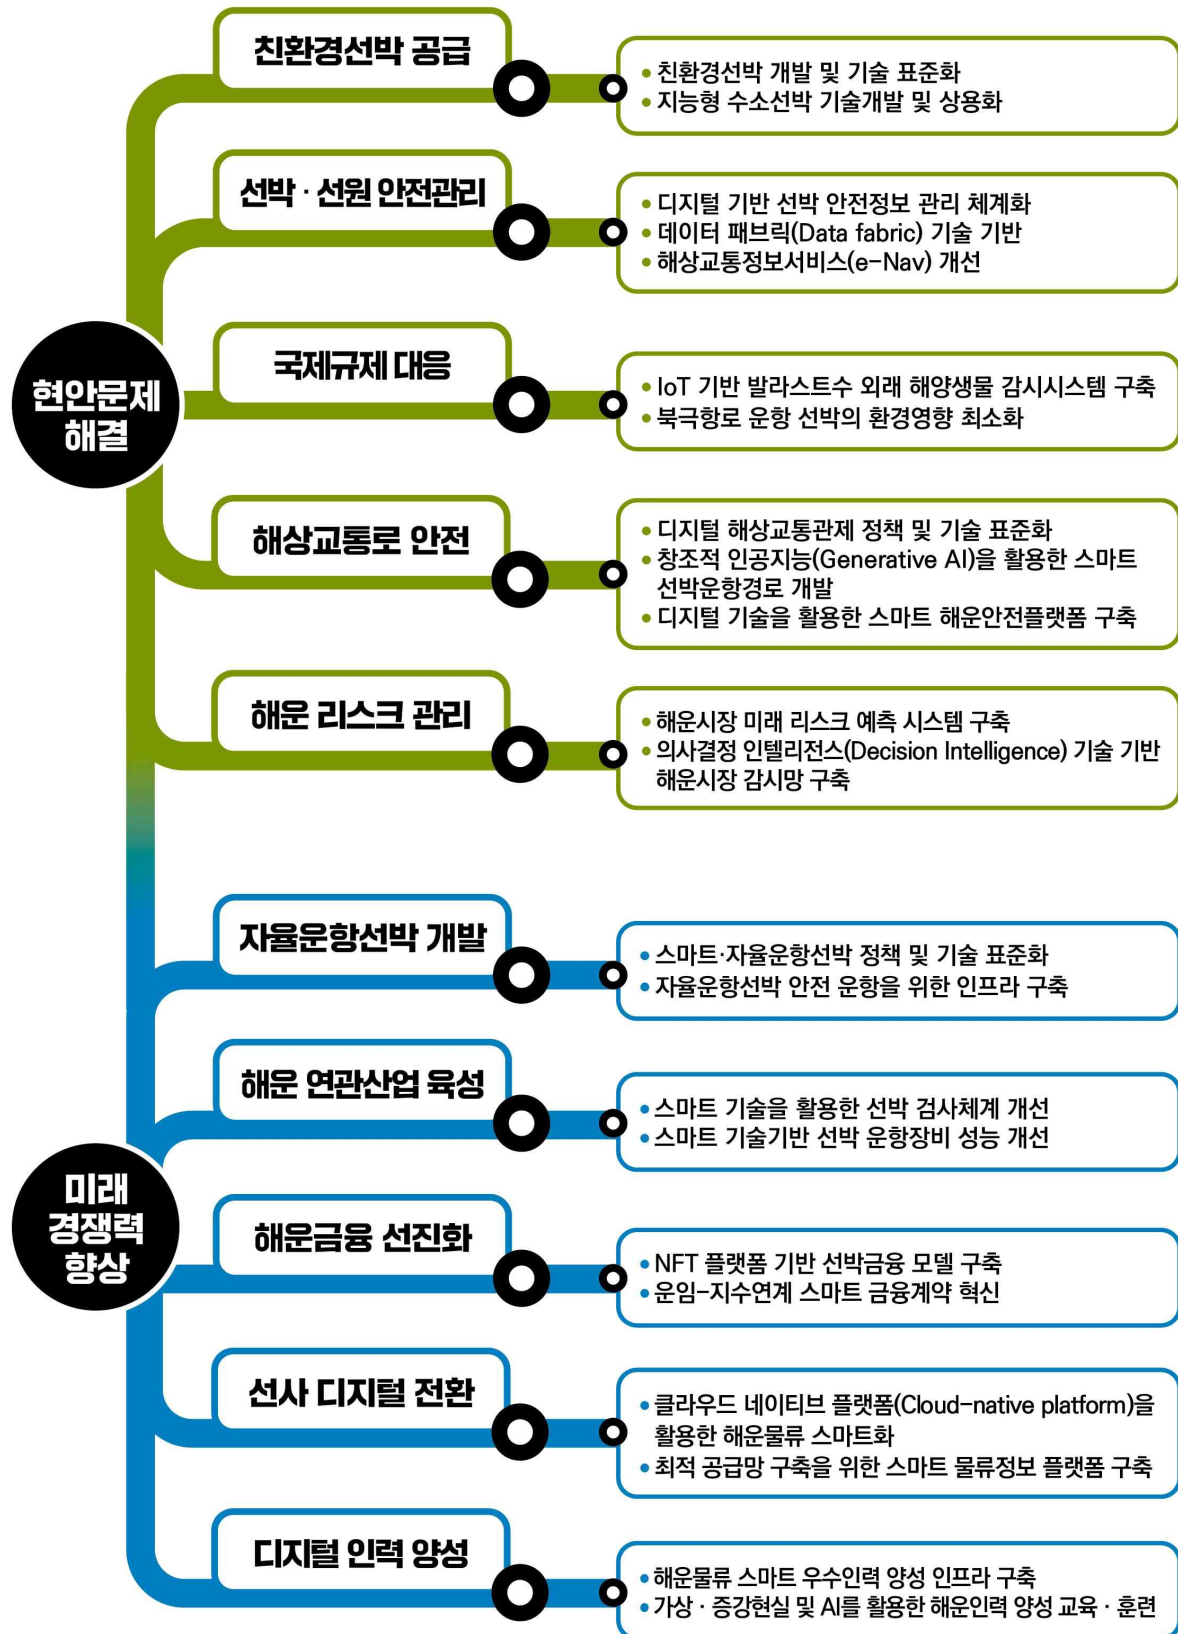 친환경선박 공급
• 친환경선박 개발 및 기술 표준화
• 지능형 수소선박 기술개발 및 상용화
선박 · 선원 안전관리
• 디지털 기반 선박 안전정보 관리 체계화
• 데이터 패브릭(Data fabric) 기술 기반
• 해상교통정보서비스(e-Nav) 개선
현안문제
해결
국제규제 대응
• IoT 기반 발라스트수 외래 해양생물 감시시스템 구축
• 북극항로 운항 선박의 환경영향 최소화
해상교통로 안전
• 디지털 해상교통관제 정책 및 기술 표준화
• 창조적 인공지능(Generative AI)을 활용한 스마트
선박운항경로 개발
• 디지털 기술을 활용한 스마트 해운안전플랫폼 구축
해운 리스크 관리
• 해운시장 미래 리스크 예측 시스템 구축
• 의사결정 인텔리전스(Decision Intelligence) 기술 기반
해운시장 감시망 구축
자율운항선박 개발
• 스마트·자율운항선박 정책 및 기술 표준화
• 자율운항선박 안전 운항을 위한 인프라 구축
해운 연관산업 육성
• 스마트 기술을 활용한 선박 검사체계 개선
• 스마트 기술기반 선박 운항장비 성능 개선
미래
경쟁력
향상
해운금융 선진화
• NFT 플랫폼 기반 선박금융 모델 구축
• 운임-지수연계 스마트 금융계약 혁신
선사 디지털 전환
• 클라우드 네이티브 플랫폼(Cloud-native platform)을
활용한 해운물류 스마트화
• 최적 공급망 구축을 위한 스마트 물류정보 플랫폼 구축
디지털 인력 양성
• 해운물류 스마트 우수인력 양성 인프라 구축
• 가상 · 증강현실 및 AI를 활용한 해운인력 양성 교육 · 훈련